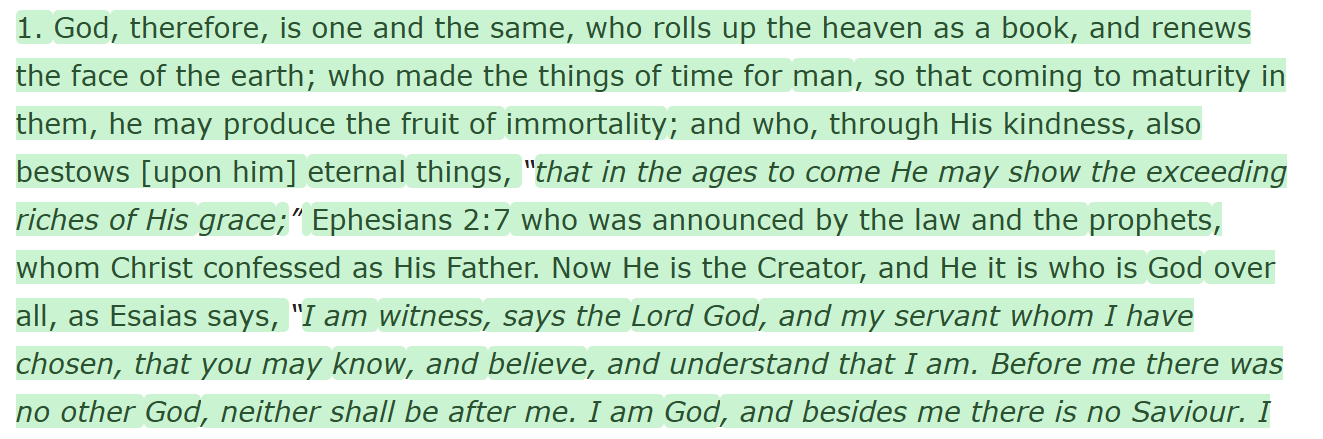 1. God, therefore, is one and the same, who rolls up the heaven as a book, and renews
the face of the earth; who made the things of time for man, so that coming to maturity in
them, he may produce the fruit of immortality; and who, through His kindness, also
bestows [upon him] eternal things, “that in the ages to come He may show the exceeding
riches of His grace;” Ephesians 2:7 who was announced by the law and the prophets,
whom Christ confessed as His Father. Now He is the Creator, and He it is who is God over
all, as Esaias says, “I am witness, says the Lord God, and my servant whom I have
chosen, that you may know, and believe, and understand that I am. Before me there was
no other God, neither shall be after me. I am God, and besides me there is no Saviour. I